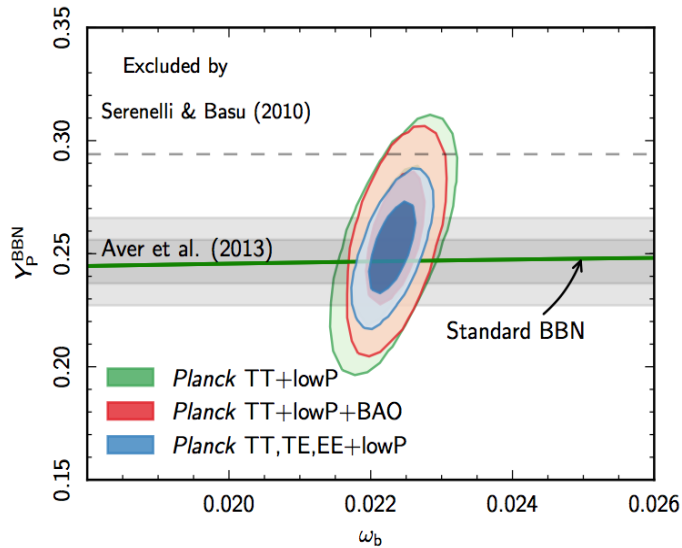 0.35
Excluded by
Serenelli & Basu (2010)
0.30
Y_P^BBN
Aver et al. (2013)
0.25
Standard BBN
0.20
Planck TT+lowP
Planck TT+lowP+BAO
Planck TT,TE,EE+lowP
0.15
0.020 0.022 0.024 0.026
ω_b